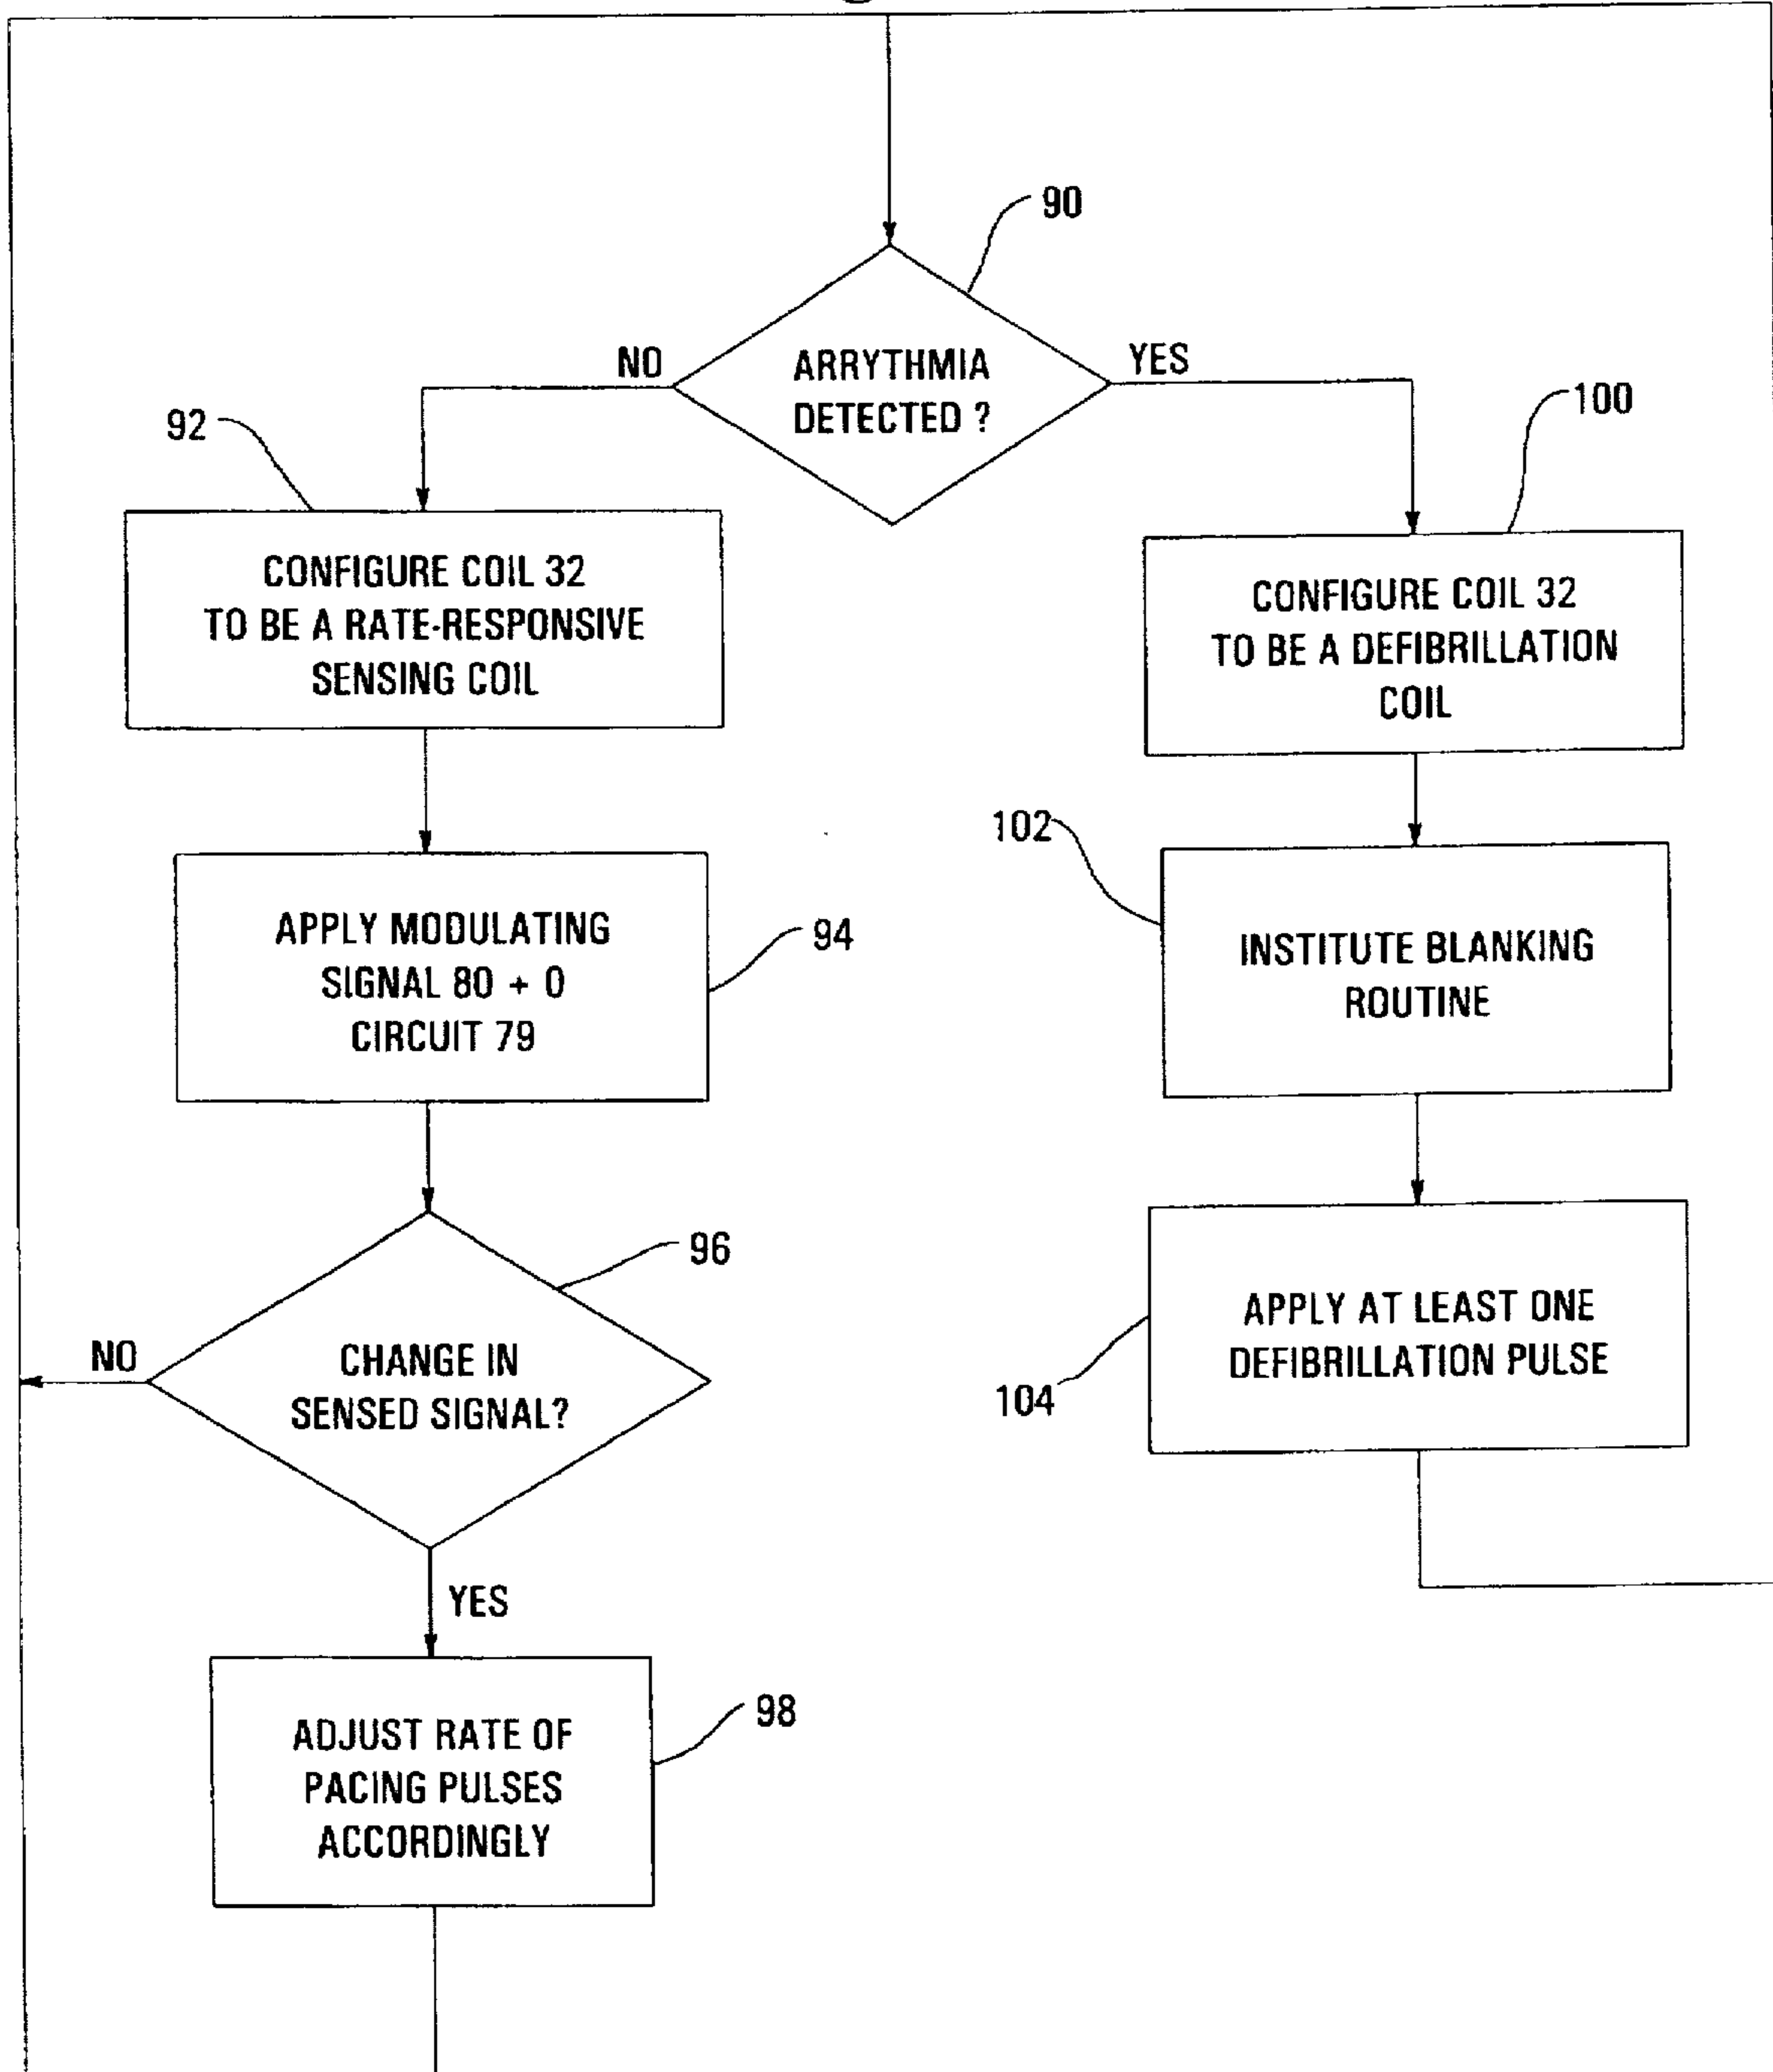 90
NO
ARRYTHMIA
DETECTED ?
YES
92
100
CONFIGURE COIL 32
TO BE A RATE-RESPONSIVE
SENSING COIL
CONFIGURE COIL 32
TO BE A DEFIBRILLATION
COIL
APPLY MODULATING
SIGNAL 80 + 0
CIRCUIT 79
94
102
INSTITUTE BLANKING
ROUTINE
96
NO
CHANGE IN
SENSED SIGNAL?
YES
APPLY AT LEAST ONE
DEFIBRILLATION PULSE
104
ADJUST RATE OF
PACING PULSES
ACCORDINGLY
98